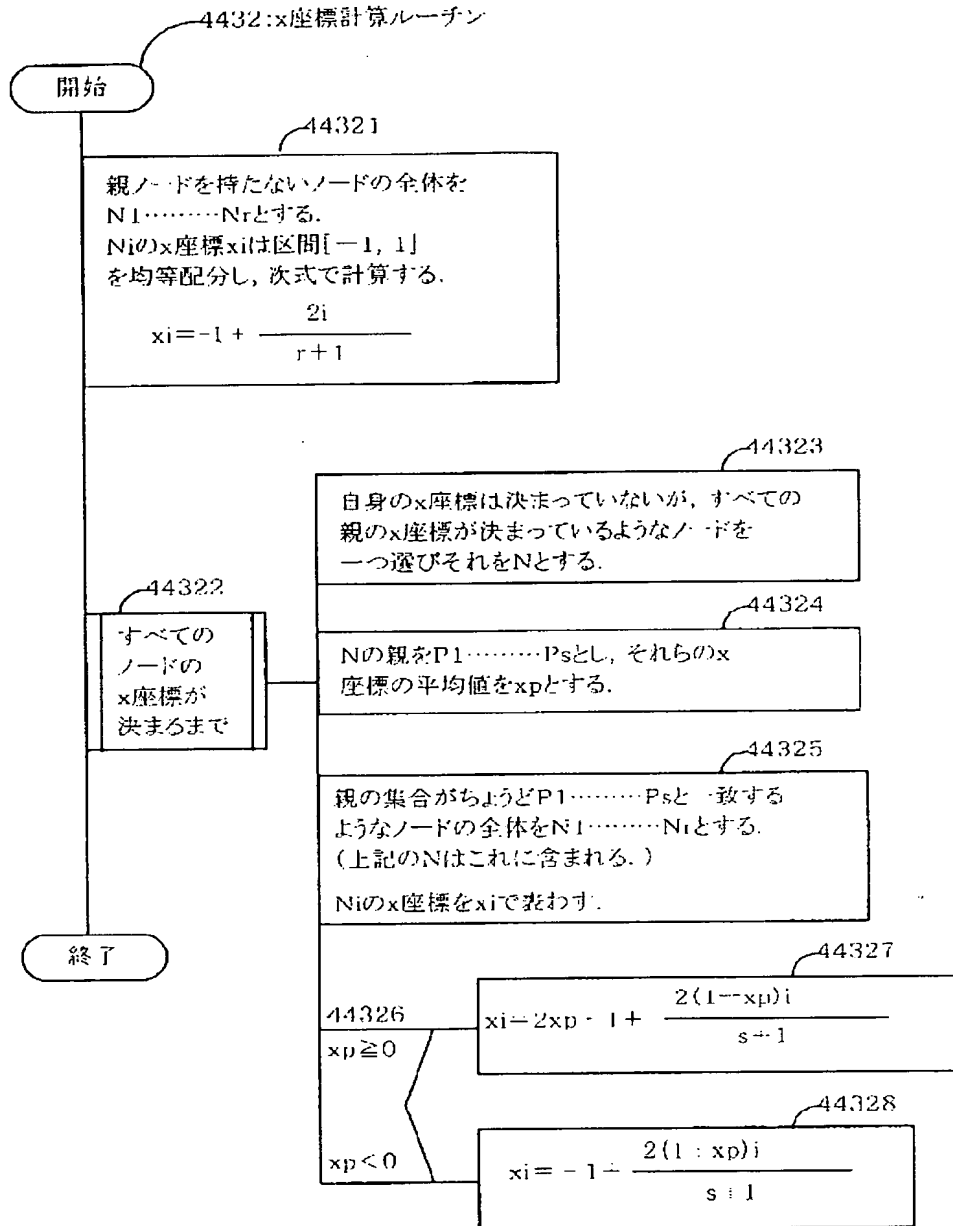 4432:x座標計算ルーチン
開始
44321
親ノードを持たないノードの全体を
N1………Nrとする.
Niのx座標xiは区間[−1, 1]
を均等配分し, 次式で計算する.
xi=-1 + 2i
r+1
44323
自身のx座標は決まっていないが, すべての
親のx座標が決まっているようなノードを
一つ選びそれをNとする.
44322
すべての
ノードの
x座標が
決まるまで
44324
Nの親をP1………Psとし, それらのx
座標の平均値をxpとする.
44325
親の集合がちょうどP1………Psと一致する
ようなノードの全体をN1………Nrとする.
(上記のNはこれに含まれる.)
Niのx座標をxiで表わす.
終了
44326
xp≧0
44327
xi=2xp-1+ 2(1-xp)i
s+1
xp<0
44328
xi=-1+ 2(1+xp)i
s+1